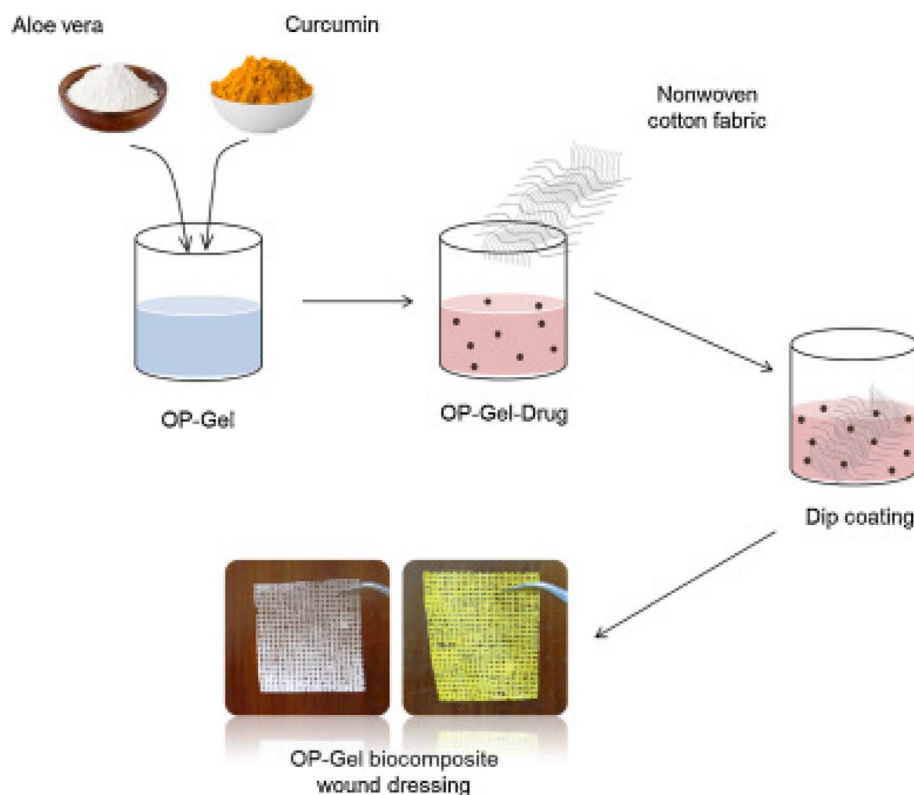 Aloe vera
Curcumin
Nonwoven
cotton fabric
OP-Gel
OP-Gel-Drug
Dip coating
OP-Gel biocomposite
wound dressing